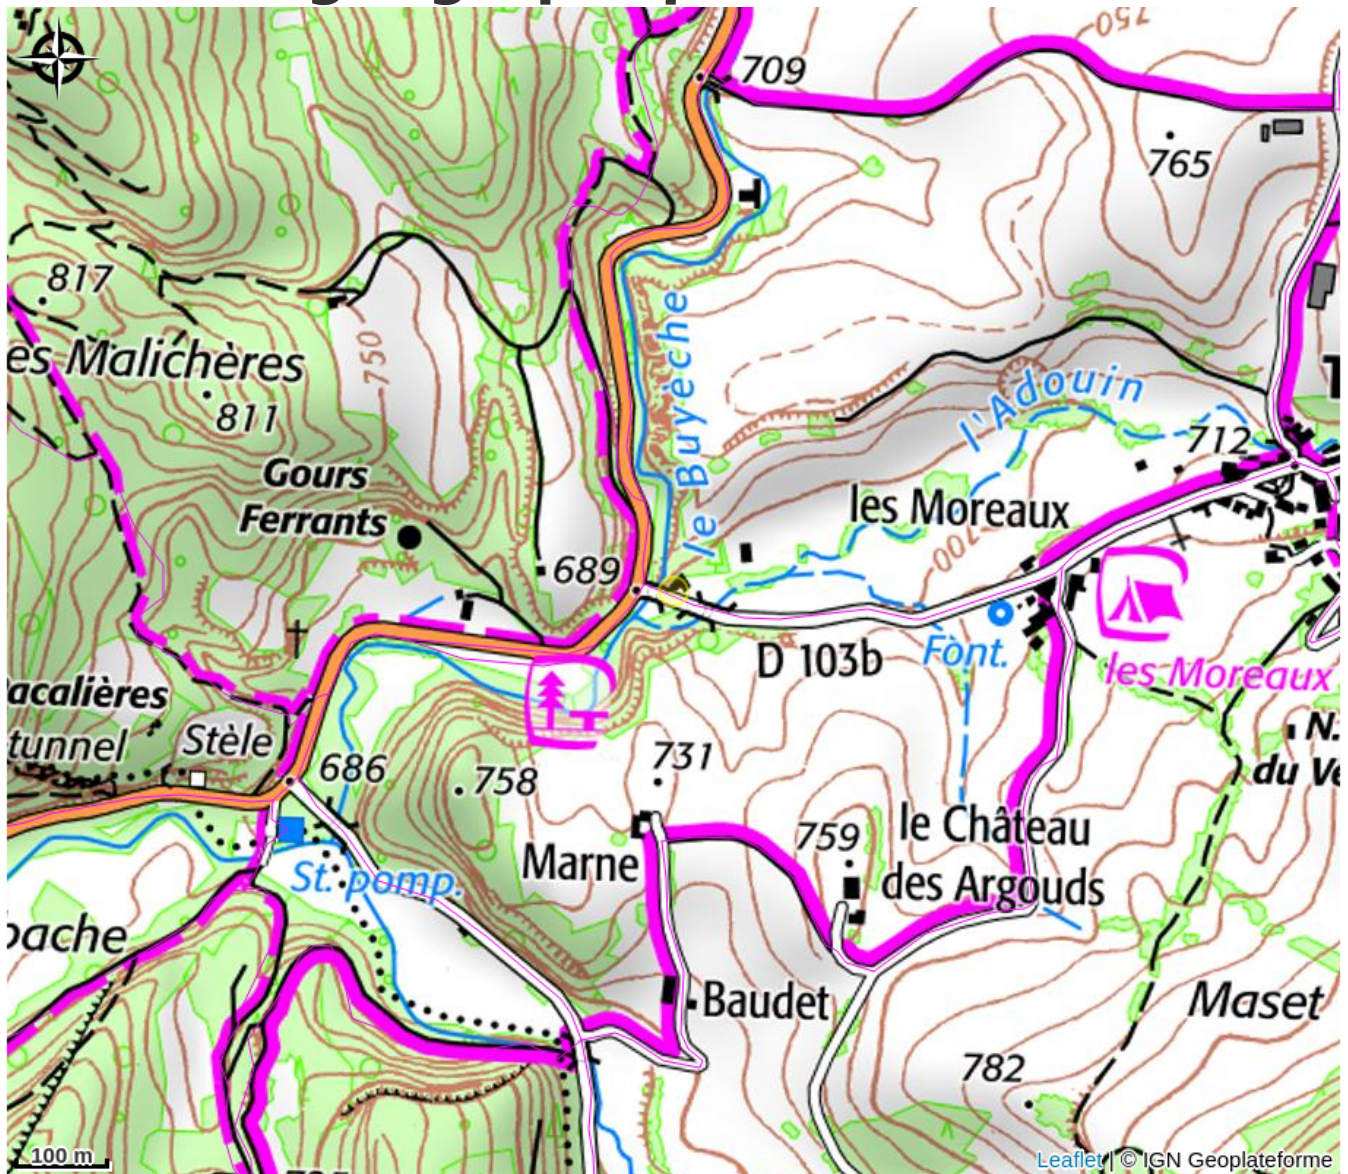 750
709
765
817
es Malichères
750
811
le Buyèche
l'Adouin
712
Gours
Ferrants
les Moreaux
700
689
D 103b
Font.
les Moreaux
acalières
tunnel
Stèle
686
758
731
N.
du Ve
759
le Château
des Argouds
Marne
St. pomp.
bache
Baudet
Maset
782
100 m
Leaflet | © IGN Geoplateforme